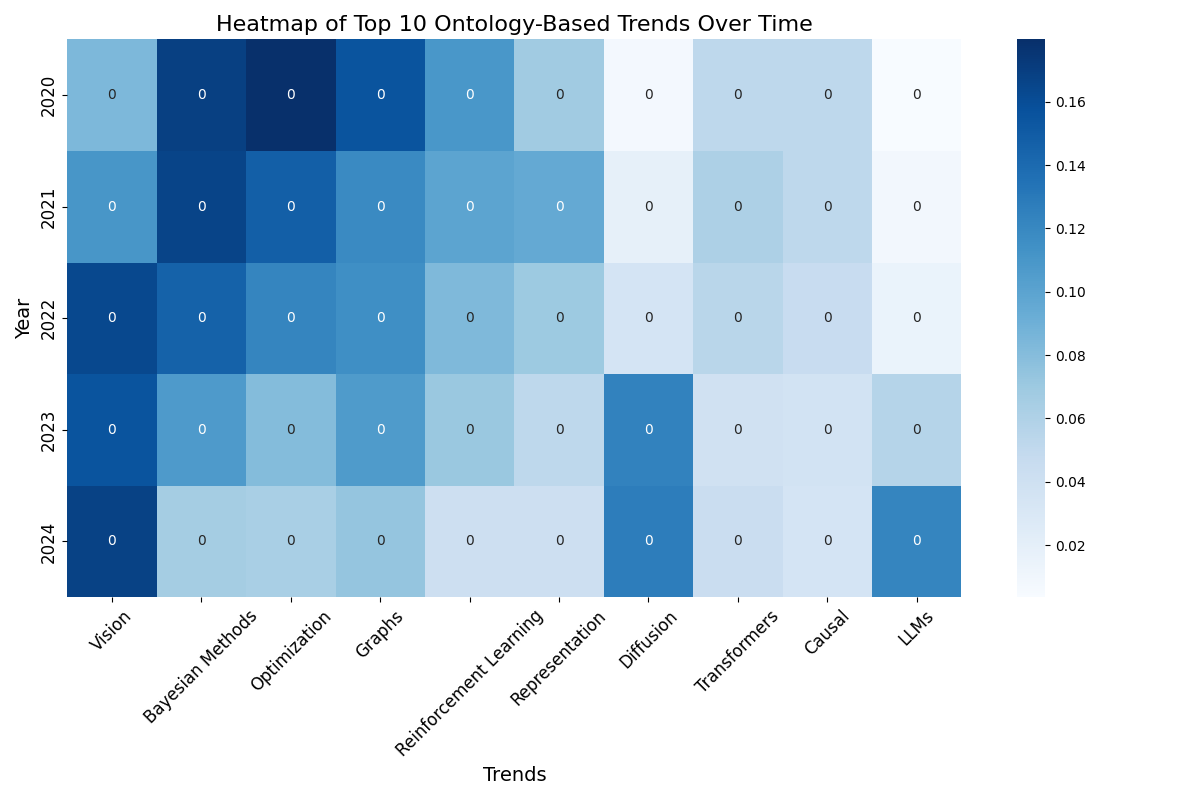 Heatmap of Top 10 Ontology-Based Trends Over Time
Year
2020
0 0 0 0 0 0 0 0 0 0
2021
0 0 0 0 0 0 0 0 0 0
2022
0 0 0 0 0 0 0 0 0 0
2023
0 0 0 0 0 0 0 0 0 0
2024
0 0 0 0 0 0 0 0 0 0
Vision
Bayesian Methods
Optimization
Graphs
Reinforcement Learning
Representation
Diffusion
Transformers
Causal
LLMs
Trends
0.16
0.14
0.12
0.10
0.08
0.06
0.04
0.02